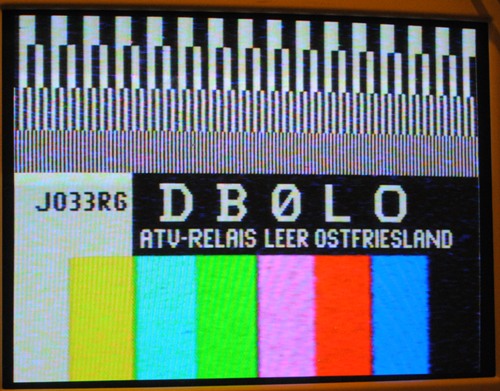 JO33RG
DBØLO
ATV-RELAIS LEER OSTFRIESLAND